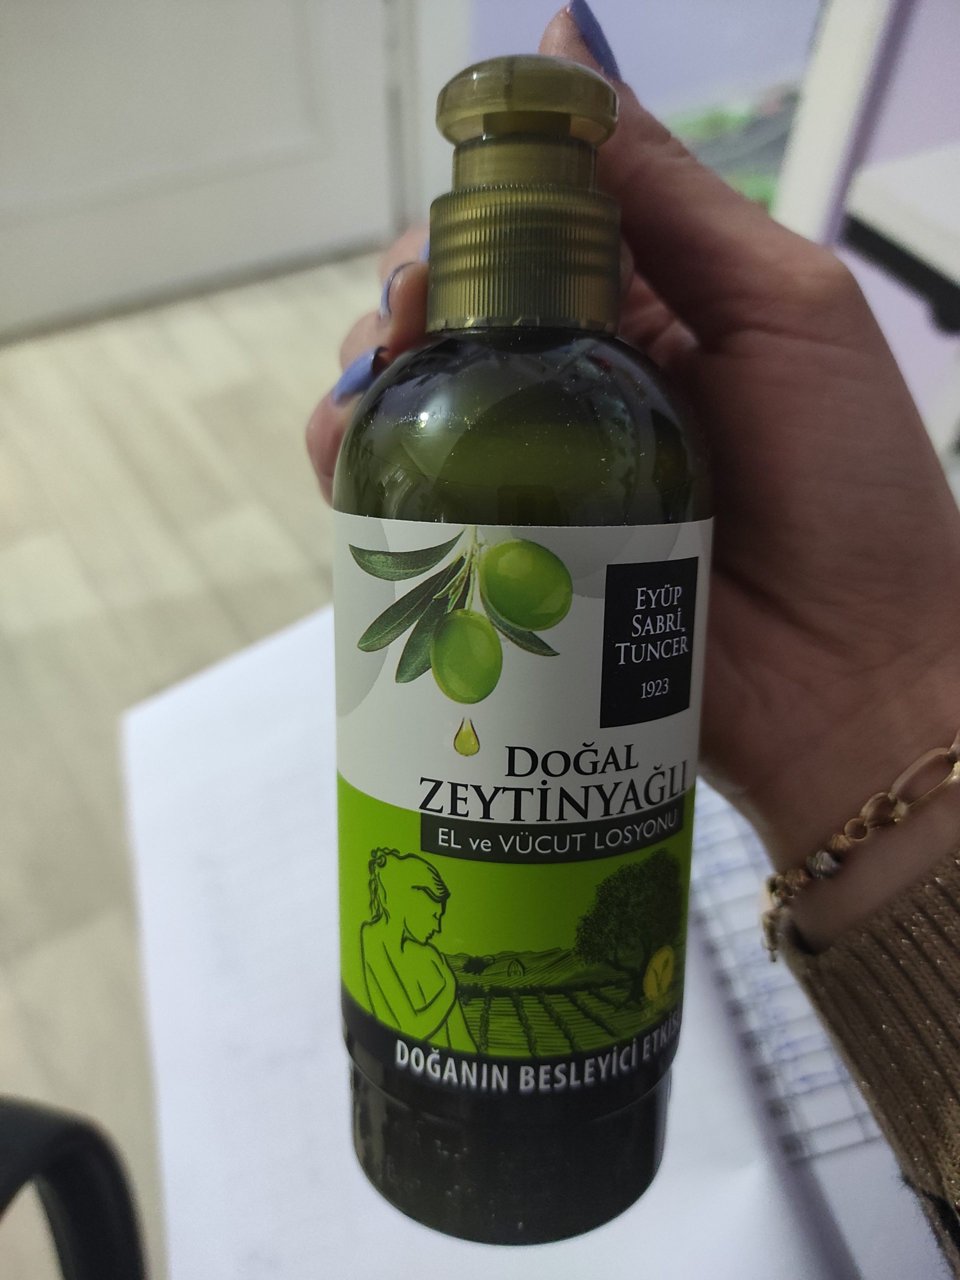 EYÜP
SABRİ
TUNCER
1923
DOĞAL
ZEYTİNYAĞLI
EL ve VÜCUT LOSYONU
DOĞANIN BESLEYİCİ